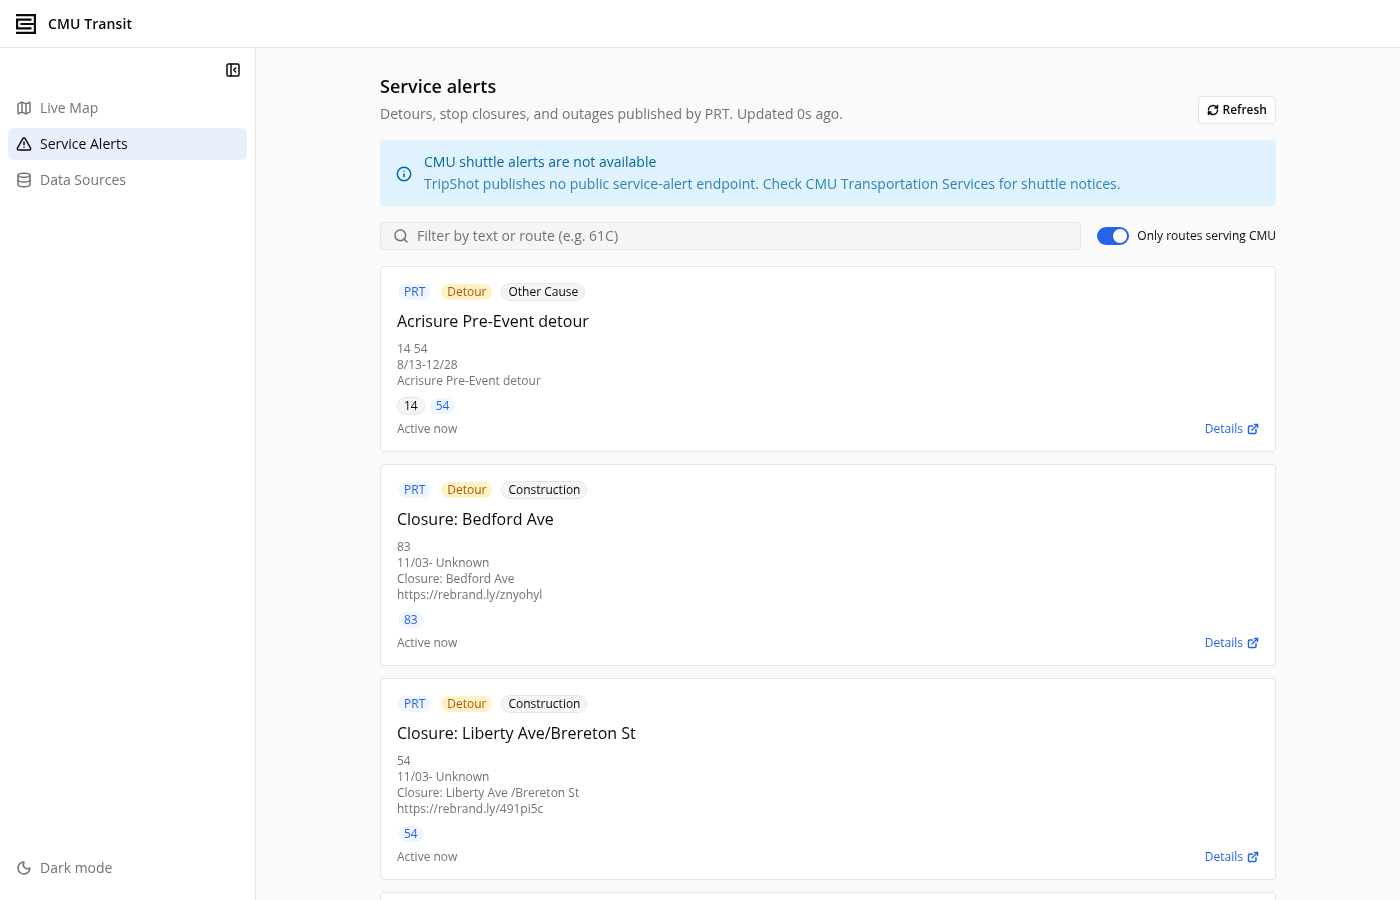 CMU Transit
Live Map
Service Alerts
Data Sources
Dark mode
Service alerts
Detours, stop closures, and outages published by PRT. Updated 0s ago.
Refresh
CMU shuttle alerts are not available
TripShot publishes no public service-alert endpoint. Check CMU Transportation Services for shuttle notices.
Filter by text or route (e.g. 61C)
Only routes serving CMU
PRT Detour Other Cause
Acrisure Pre-Event detour
14 54
8/13-12/28
Acrisure Pre-Event detour
14 54
Active now
Details
PRT Detour Construction
Closure: Bedford Ave
83
11/03- Unknown
Closure: Bedford Ave
https://rebrand.ly/znyohyl
83
Active now
Details
PRT Detour Construction
Closure: Liberty Ave/Brereton St
54
11/03- Unknown
Closure: Liberty Ave /Brereton St
https://rebrand.ly/491pi5c
54
Active now
Details